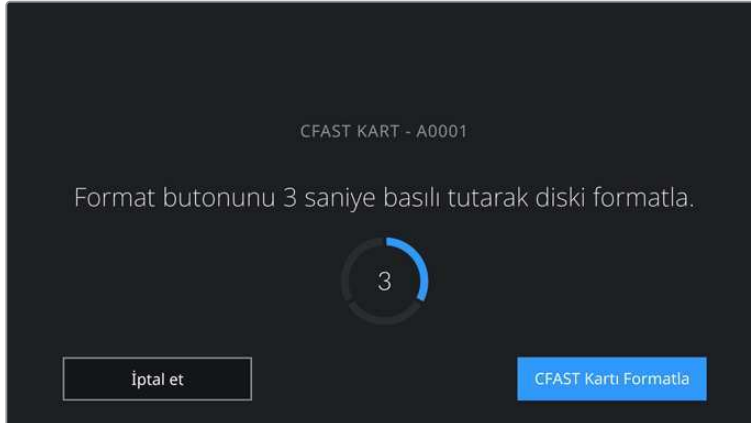 CFAST KART - A0001
Format butonunu 3 saniye basılı tutarak diski formatla.
3
İptal et
CFAST Kartı Formatla